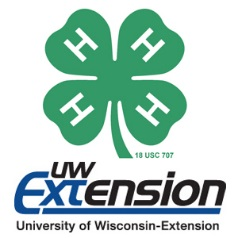 H H
H H
18 USC 707
UW
Extension
University of Wisconsin-Extension